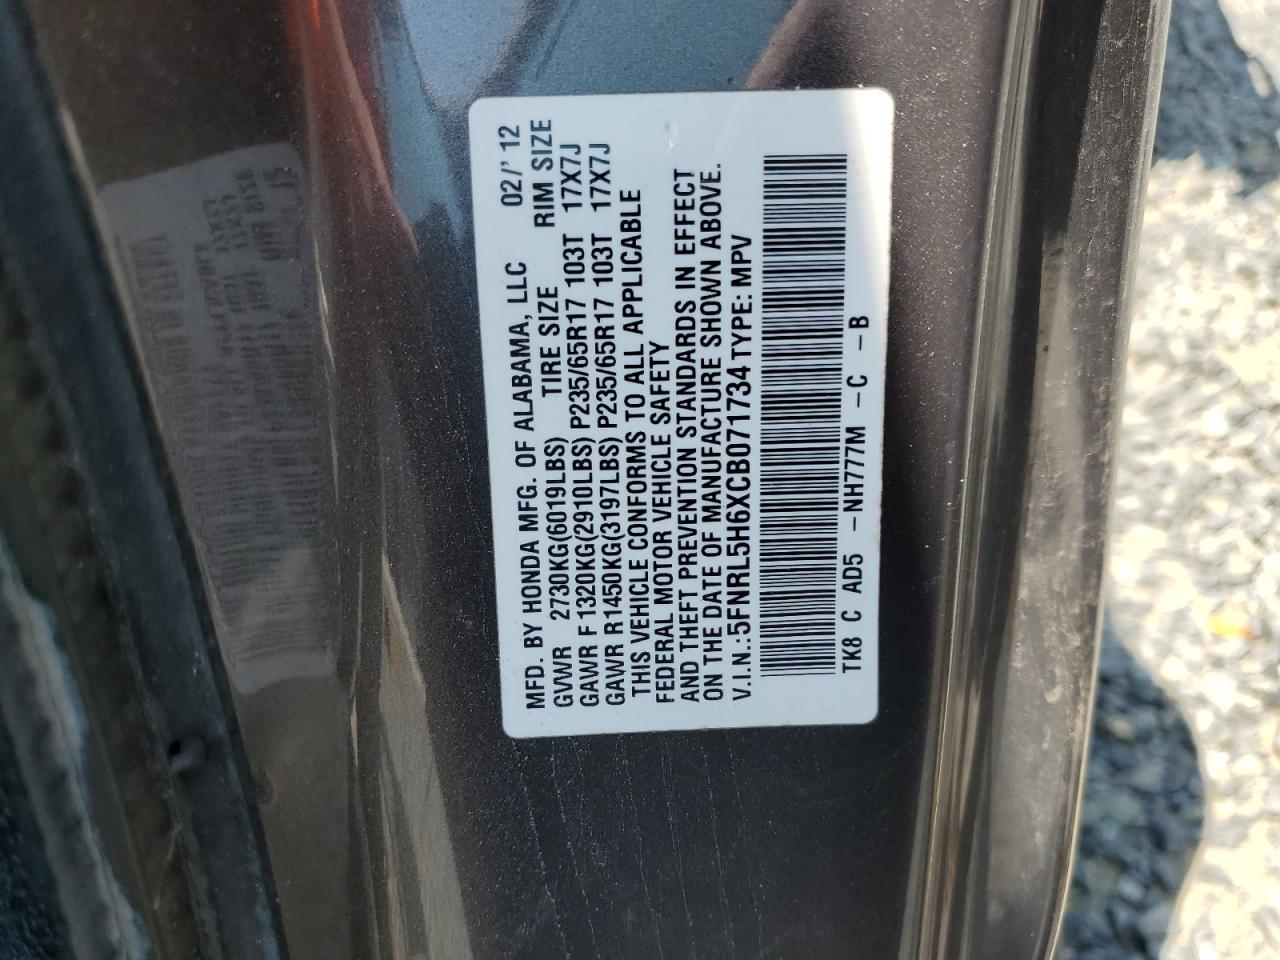 MFD. BY HONDA MFG. OF ALABAMA, LLC 02/'12
GVWR 2730KG(6019LBS) TIRE SIZE RIM SIZE
GAWR F1320KG(2910LBS) P235/65R17 103T 17X7J
GAWR R1450KG(3197LBS) P235/65R17 103T 17X7J
THIS VEHICLE CONFORMS TO ALL APPLICABLE
FEDERAL MOTOR VEHICLE SAFETY
AND THEFT PREVENTION STANDARDS IN EFFECT
ON THE DATE OF MANUFACTURE SHOWN ABOVE.
V.I.N.:5FNRL5H6XCB071734 TYPE: MPV
TK8 C AD5 -NH777M -C -B